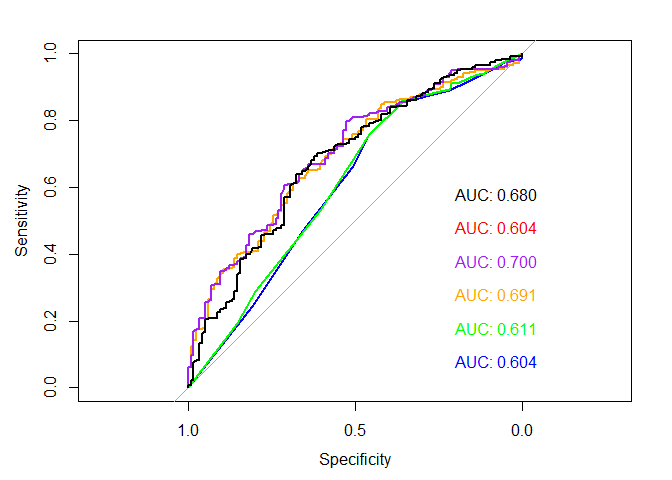 1.0
0.8
0.6
0.4
0.2
0.0
Sensitivity
AUC: 0.680
AUC: 0.604
AUC: 0.700
AUC: 0.691
AUC: 0.611
AUC: 0.604
1.0 0.5 0.0
Specificity